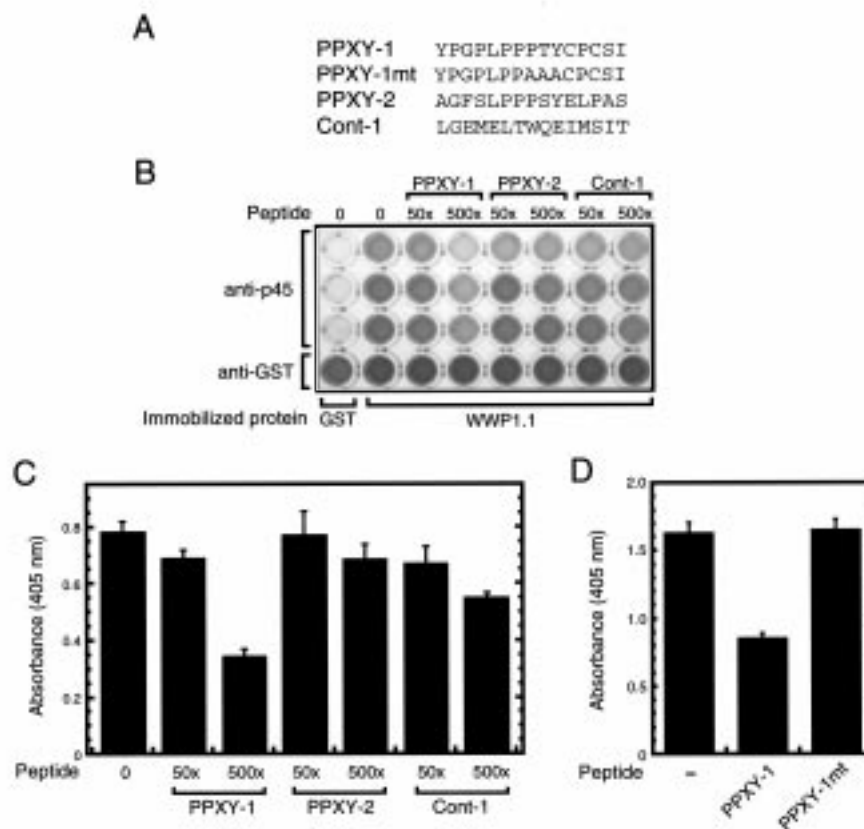 A
PPXY-1 YPGPLPPPTYCPCSI
PPXY-1mt YPGPLPPAAACPCSI
PPXY-2 AGFSLPPPSYELPAS
Cont-1 LGEMELTWQEIMSIT
B
PPXY-1 PPXY-2 Cont-1
Peptide 0 0 50x 500x 50x 500x 50x 500x
anti-p45
anti-GST
Immobilized protein GST WWP1.1
C
Absorbance (405 nm)
0.8
0.6
0.4
0.2
0
Peptide 0 50x 500x 50x 500x 50x 500x
PPXY-1 PPXY-2 Cont-1
D
Absorbance (405 nm)
2.0
1.5
1.0
0.5
0
Peptide – PPXY-1 PPXY-1mt